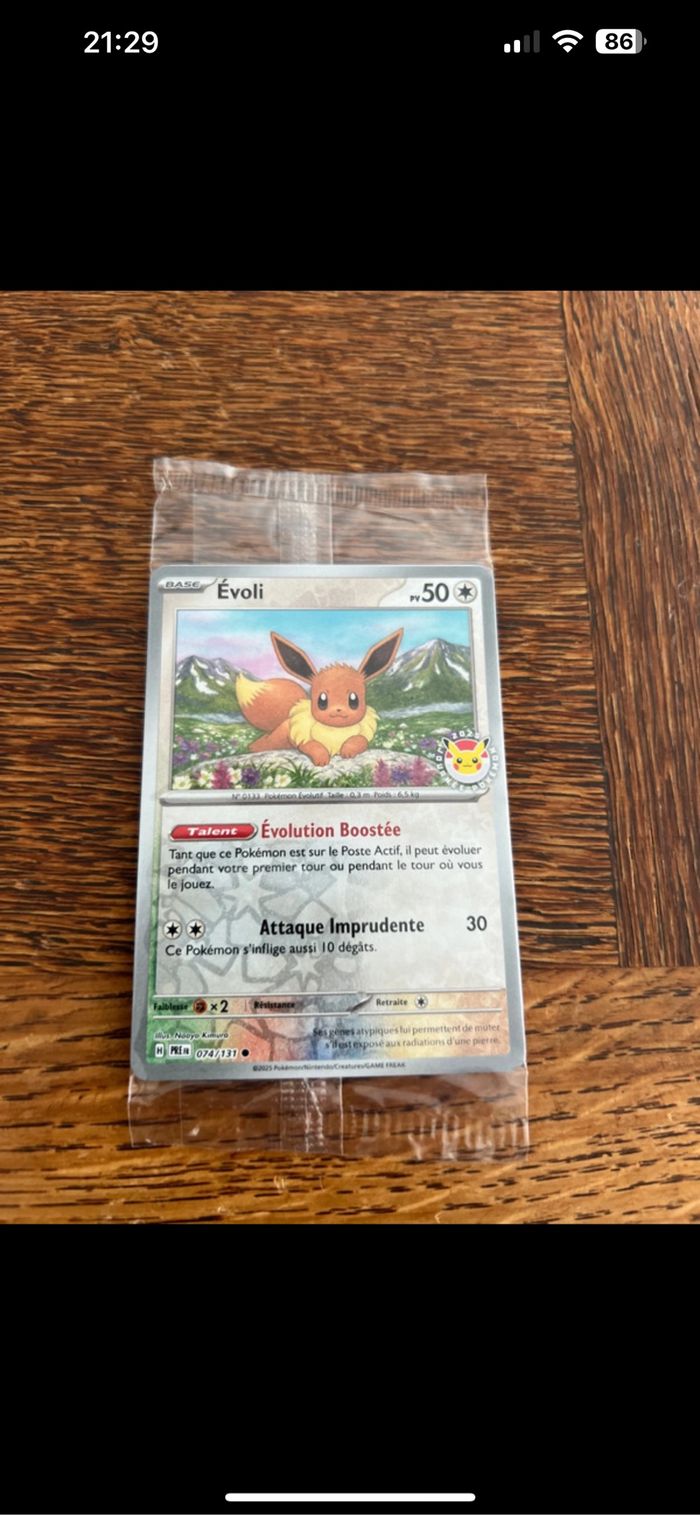 21:29
86
BASE
Évoli
PV 50
2025
N° 0133 Pokémon Évolutif Taille : 0,3 m Poids : 6,5 kg
Talent Évolution Boostée
Tant que ce Pokémon est sur le Poste Actif, il peut évoluer
pendant votre premier tour ou pendant le tour où vous
le jouez.
Attaque Imprudente 30
Ce Pokémon s'inflige aussi 10 dégâts.
Faiblesse ×2 Résistance Retraite
Illus. Naoyo Kimura
Ses gènes atypiques lui permettent de muter
s'il est exposé aux radiations d'une pierre.
H PRE FR 074/131
©2025 Pokémon/Nintendo/Creatures/GAME FREAK